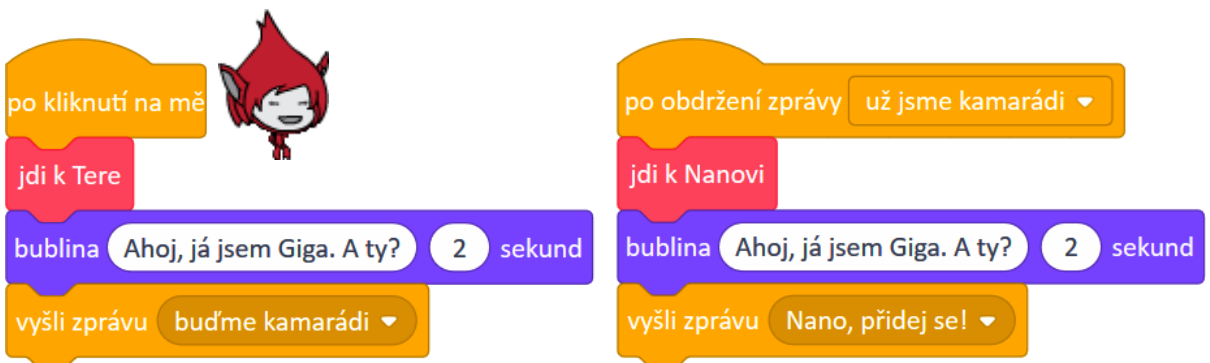 po kliknutí na mě
jdi k Tere
bublina Ahoj, já jsem Giga. A ty? 2 sekund
vyšli zprávu buďme kamarádi
po obdržení zprávy už jsme kamarádi
jdi k Nanovi
bublina Ahoj, já jsem Giga. A ty? 2 sekund
vyšli zprávu Nano, přidej se!